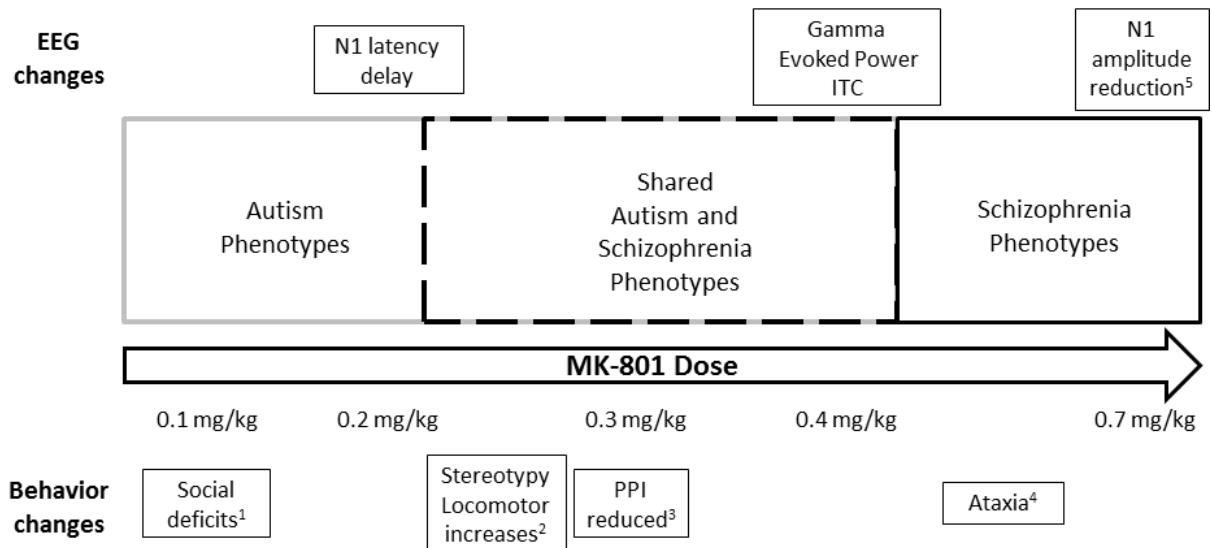 EEG
changes
N1 latency
delay
Gamma
Evoked Power
ITC
N1
amplitude
reduction⁵
Autism
Phenotypes
Shared
Autism and
Schizophrenia
Phenotypes
Schizophrenia
Phenotypes
MK-801 Dose
0.1 mg/kg
0.2 mg/kg
0.3 mg/kg
0.4 mg/kg
0.7 mg/kg
Behavior
changes
Social
deficits¹
Stereotypy
Locomotor
increases²
PPI
reduced³
Ataxia⁴